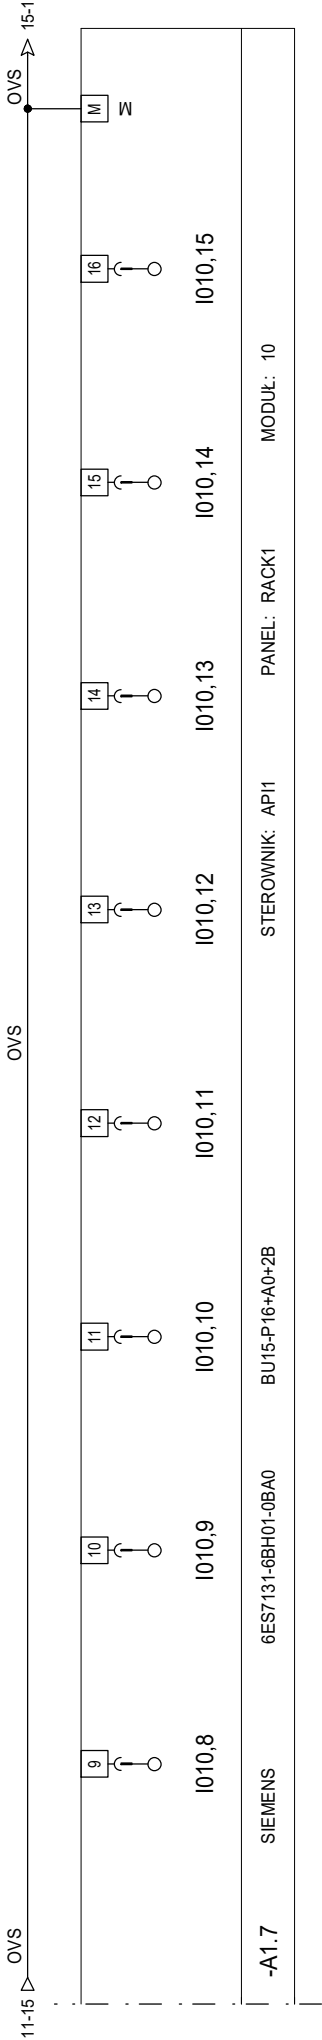 11-15 OVS OVS OVS 15-1
9 10 11 12 13 14 15 16 M
M
I010,8 I010,9 I010,10 I010,11 I010,12 I010,13 I010,14 I010,15
-A1.7 SIEMENS 6ES7131-6BH01-0BA0 BU15-P16+A0+2B STEROWNIK: API1 PANEL: RACK1 MODUŁ: 10